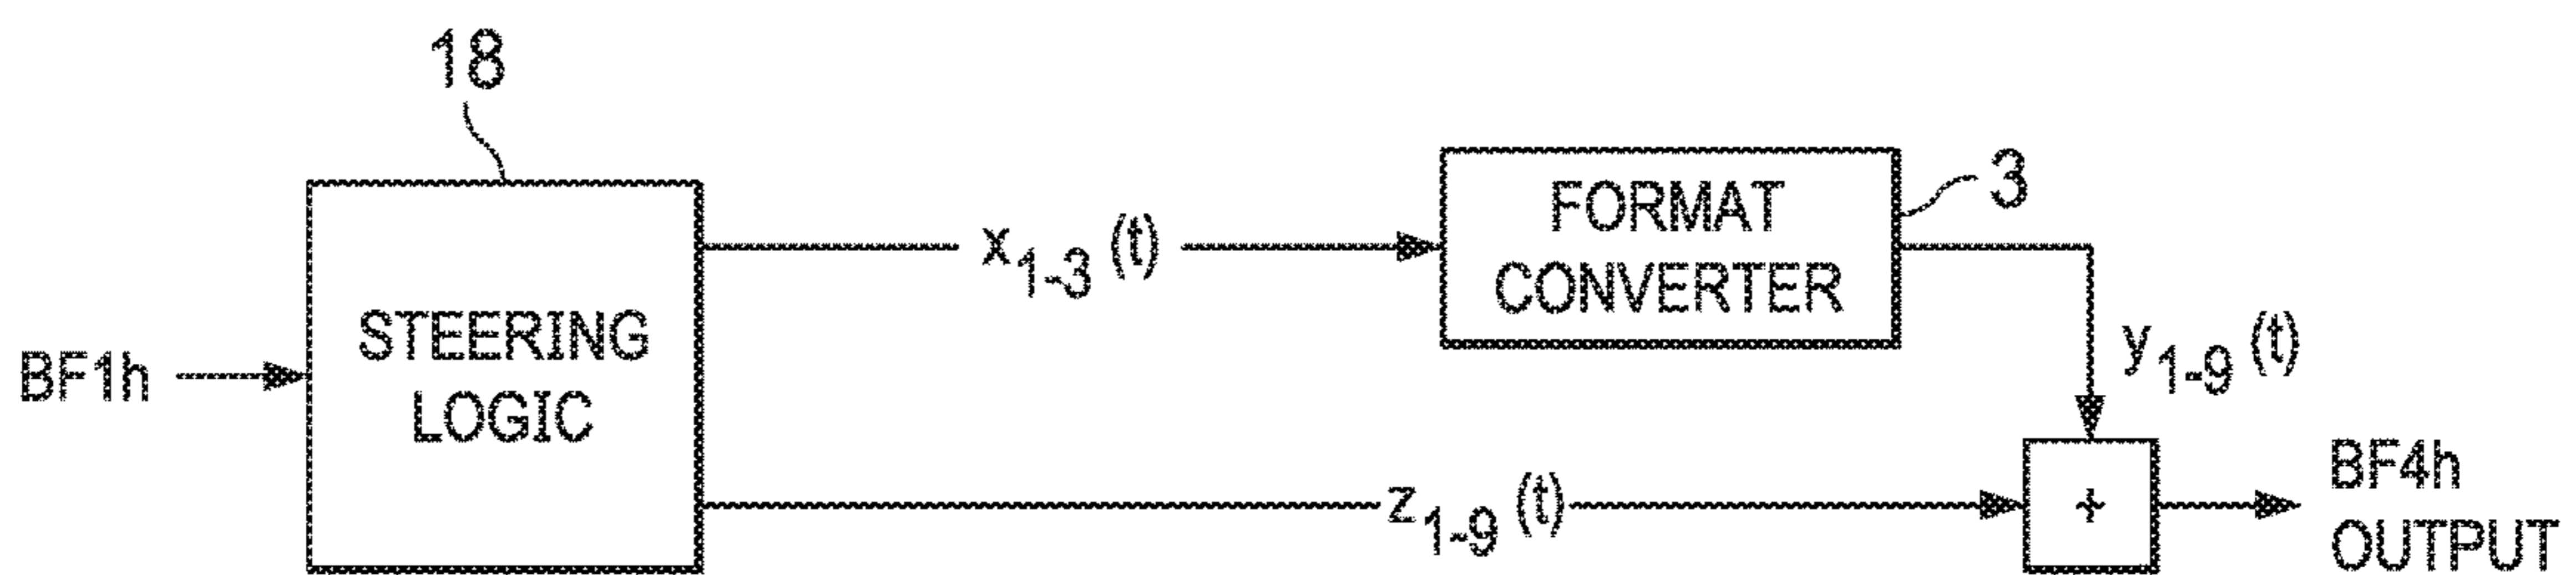 18
BF1h
STEERING
LOGIC
x1-3 (t)
FORMAT
CONVERTER
3
y1-9 (t)
z1-9 (t)
+
BF4h
OUTPUT